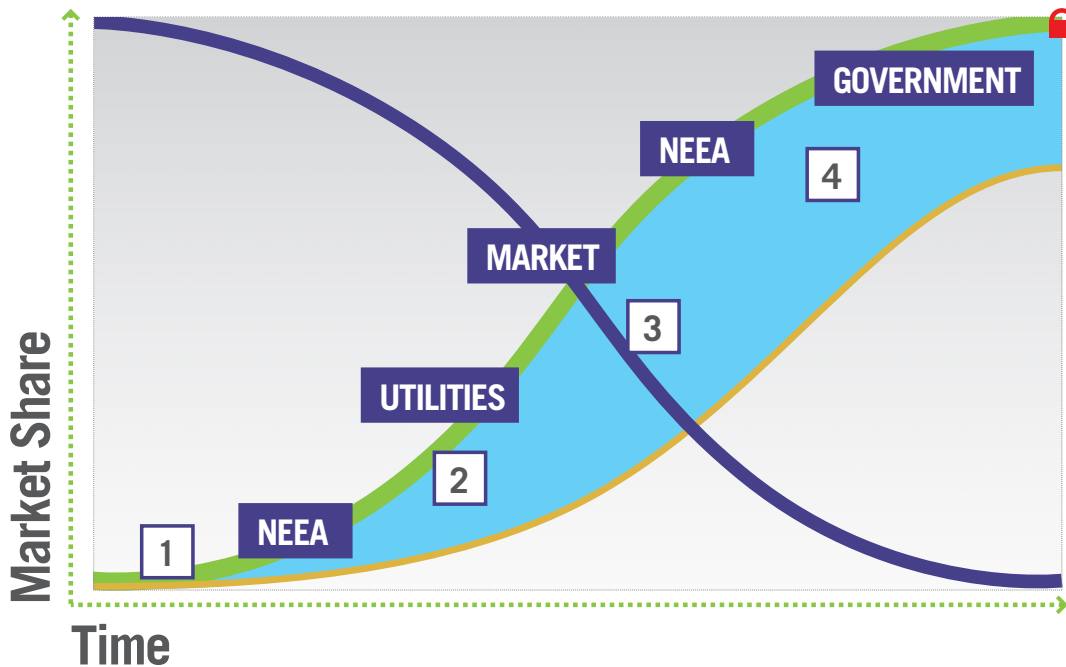 GOVERNMENT
NEEA
4
MARKET
3
UTILITIES
2
NEEA
1
Market Share
Time